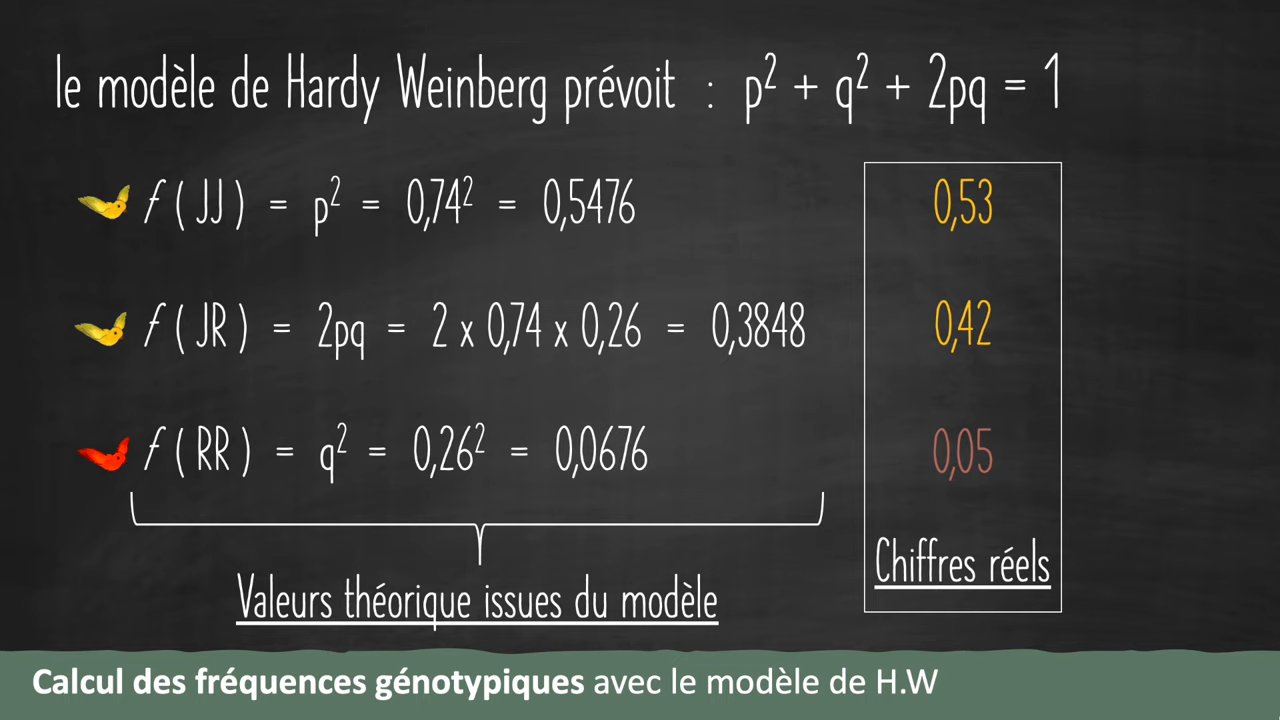 le modèle de Hardy Weinberg prévoit : p² + q² + 2pq = 1
f ( JJ ) = p² = 0,74² = 0,5476 0,53
f ( JR ) = 2pq = 2 x 0,74 x 0,26 = 0,3848 0,42
f ( RR ) = q² = 0,26² = 0,0676 0,05
Chiffres réels
Valeurs théorique issues du modèle
Calcul des fréquences génotypiques avec le modèle de H.W